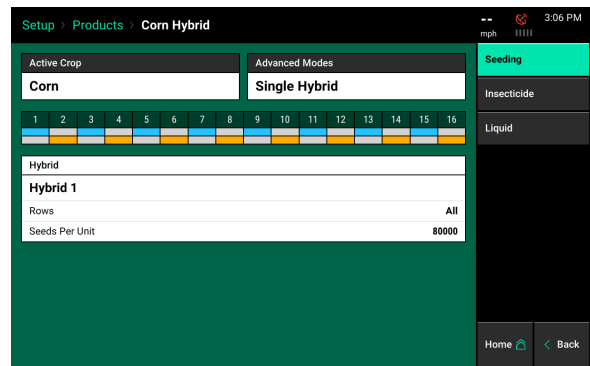 Setup > Products > Corn Hybrid
-- 3:06 PM
mph
Active Crop Advanced Modes
Corn Single Hybrid
1 2 3 4 5 6 7 8 9 10 11 12 13 14 15 16
Hybrid
Hybrid 1
Rows All
Seeds Per Unit 80000
Seeding
Insecticide
Liquid
Home < Back